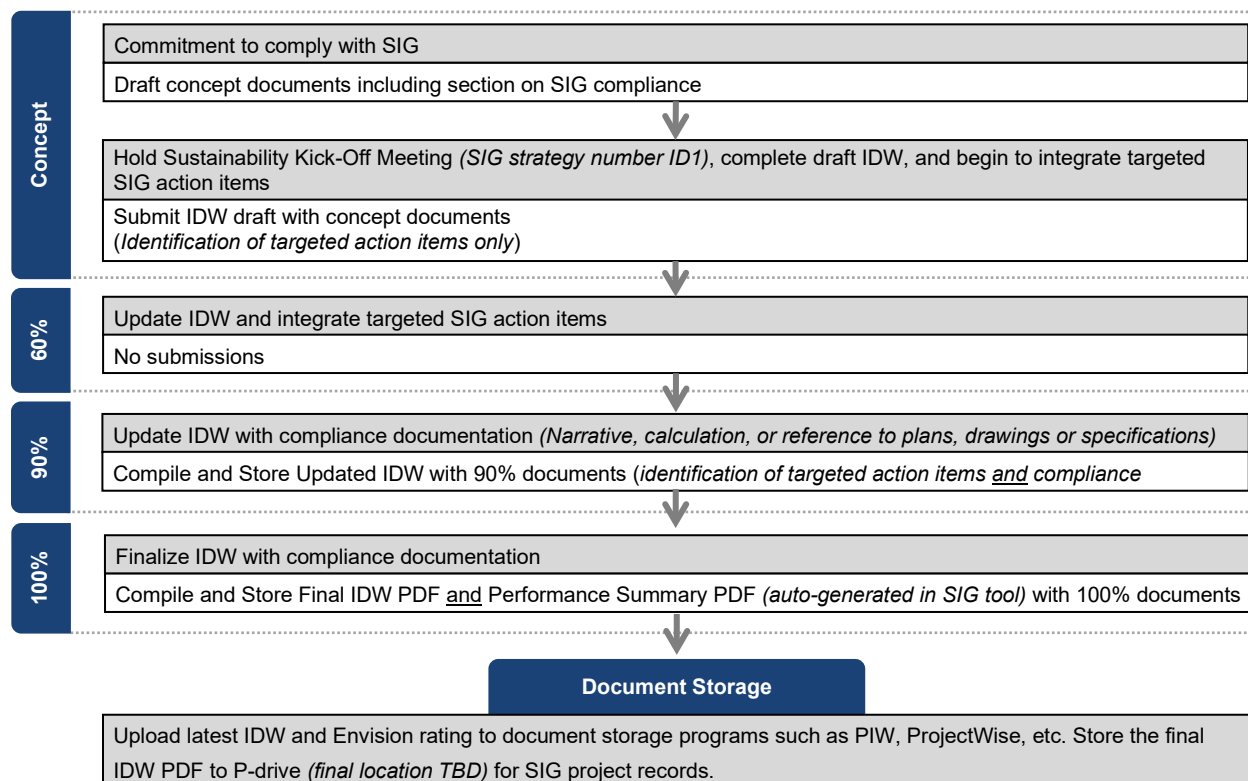 Concept
Commitment to comply with SIG
Draft concept documents including section on SIG compliance
Hold Sustainability Kick-Off Meeting (SIG strategy number ID1), complete draft IDW, and begin to integrate targeted
SIG action items
Submit IDW draft with concept documents
(Identification of targeted action items only)
60%
Update IDW and integrate targeted SIG action items
No submissions
90%
Update IDW with compliance documentation (Narrative, calculation, or reference to plans, drawings or specifications)
Compile and Store Updated IDW with 90% documents (identification of targeted action items and compliance
100%
Finalize IDW with compliance documentation
Compile and Store Final IDW PDF and Performance Summary PDF (auto-generated in SIG tool) with 100% documents
Document Storage
Upload latest IDW and Envision rating to document storage programs such as PIW, ProjectWise, etc. Store the final
IDW PDF to P-drive (final location TBD) for SIG project records.